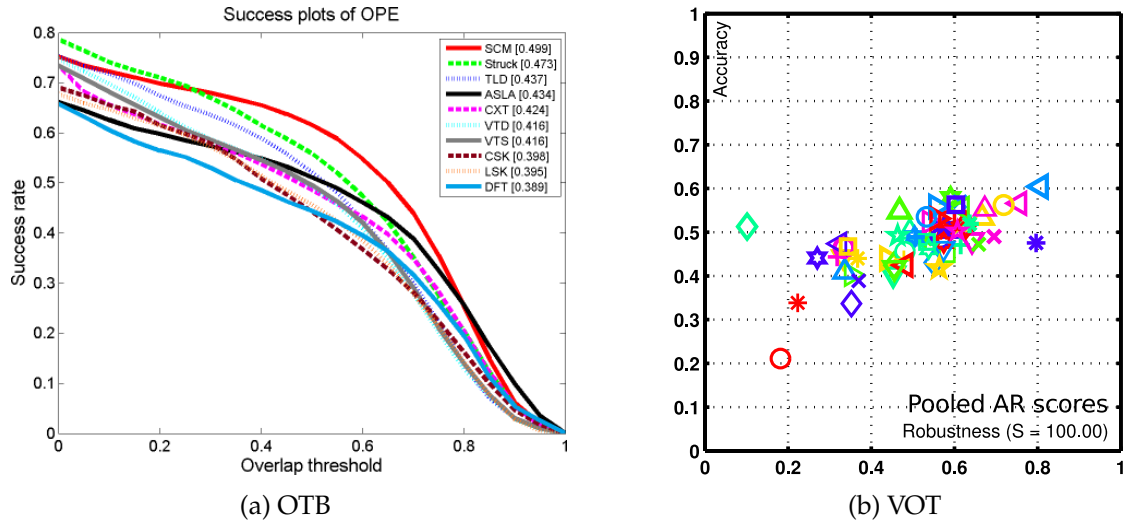 Success plots of OPE
0.8
0.7
0.6
0.5
0.4
0.3
0.2
0.1
0
Success rate
SCM [0.499]
Struck [0.473]
TLD [0.437]
ASLA [0.434]
CXT [0.424]
VTD [0.416]
VTS [0.416]
CSK [0.398]
LSK [0.395]
DFT [0.389]
0 0.2 0.4 0.6 0.8 1
Overlap threshold
(a) OTB
1
0.9
0.8
0.7
0.6
0.5
0.4
0.3
0.2
0.1
0
Accuracy
Pooled AR scores
Robustness (S = 100.00)
0 0.2 0.4 0.6 0.8 1
(b) VOT